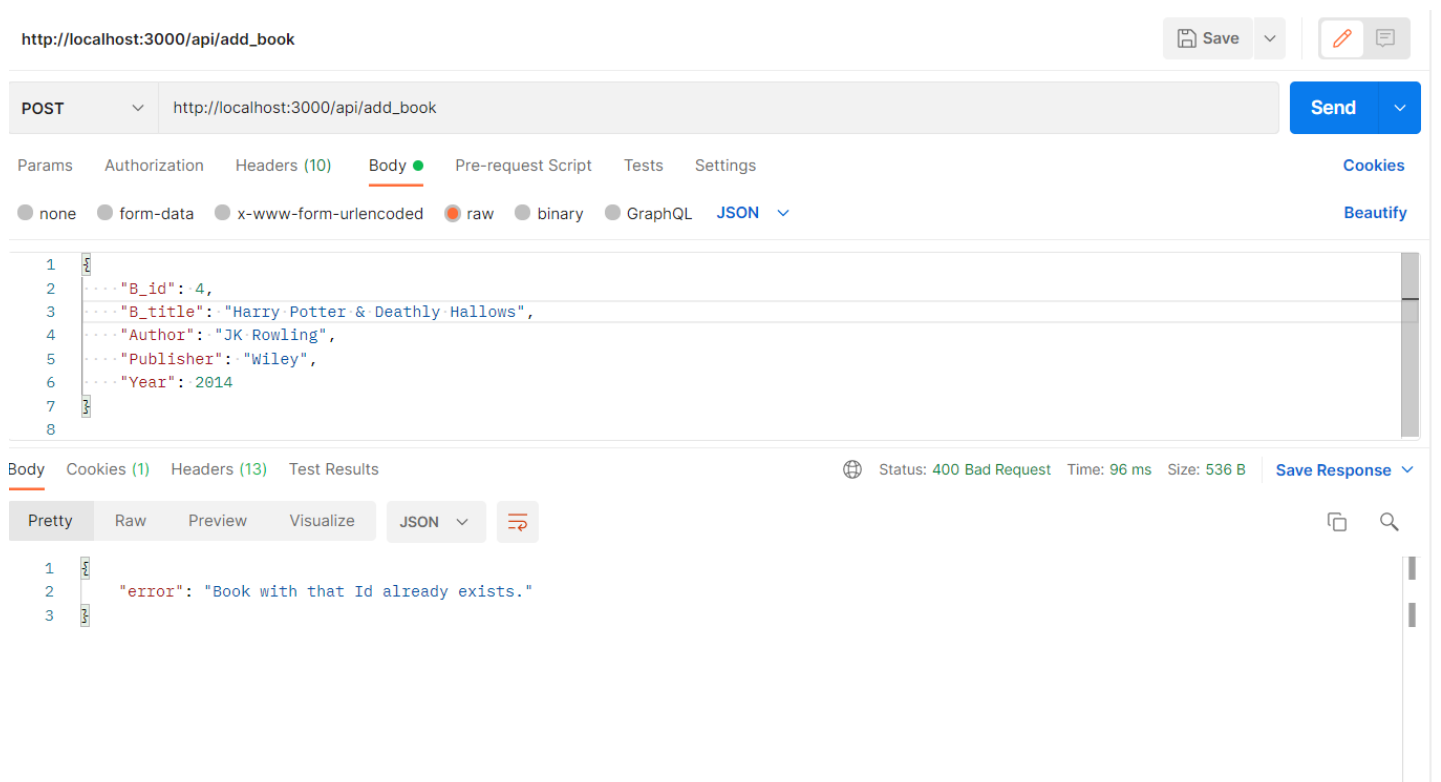 http://localhost:3000/api/add_book Save
POST http://localhost:3000/api/add_book Send
Params Authorization Headers (10) Body Pre-request Script Tests Settings Cookies
none form-data x-www-form-urlencoded raw binary GraphQL JSON Beautify
1 {
2 "B_id": 4,
3 "B_title": "Harry Potter & Deathly Hallows",
4 "Author": "JK Rowling",
5 "Publisher": "Wiley",
6 "Year": 2014
7 }
8
Body Cookies (1) Headers (13) Test Results Status: 400 Bad Request Time: 96 ms Size: 536 B Save Response
Pretty Raw Preview Visualize JSON
1 {
2 "error": "Book with that Id already exists."
3 }